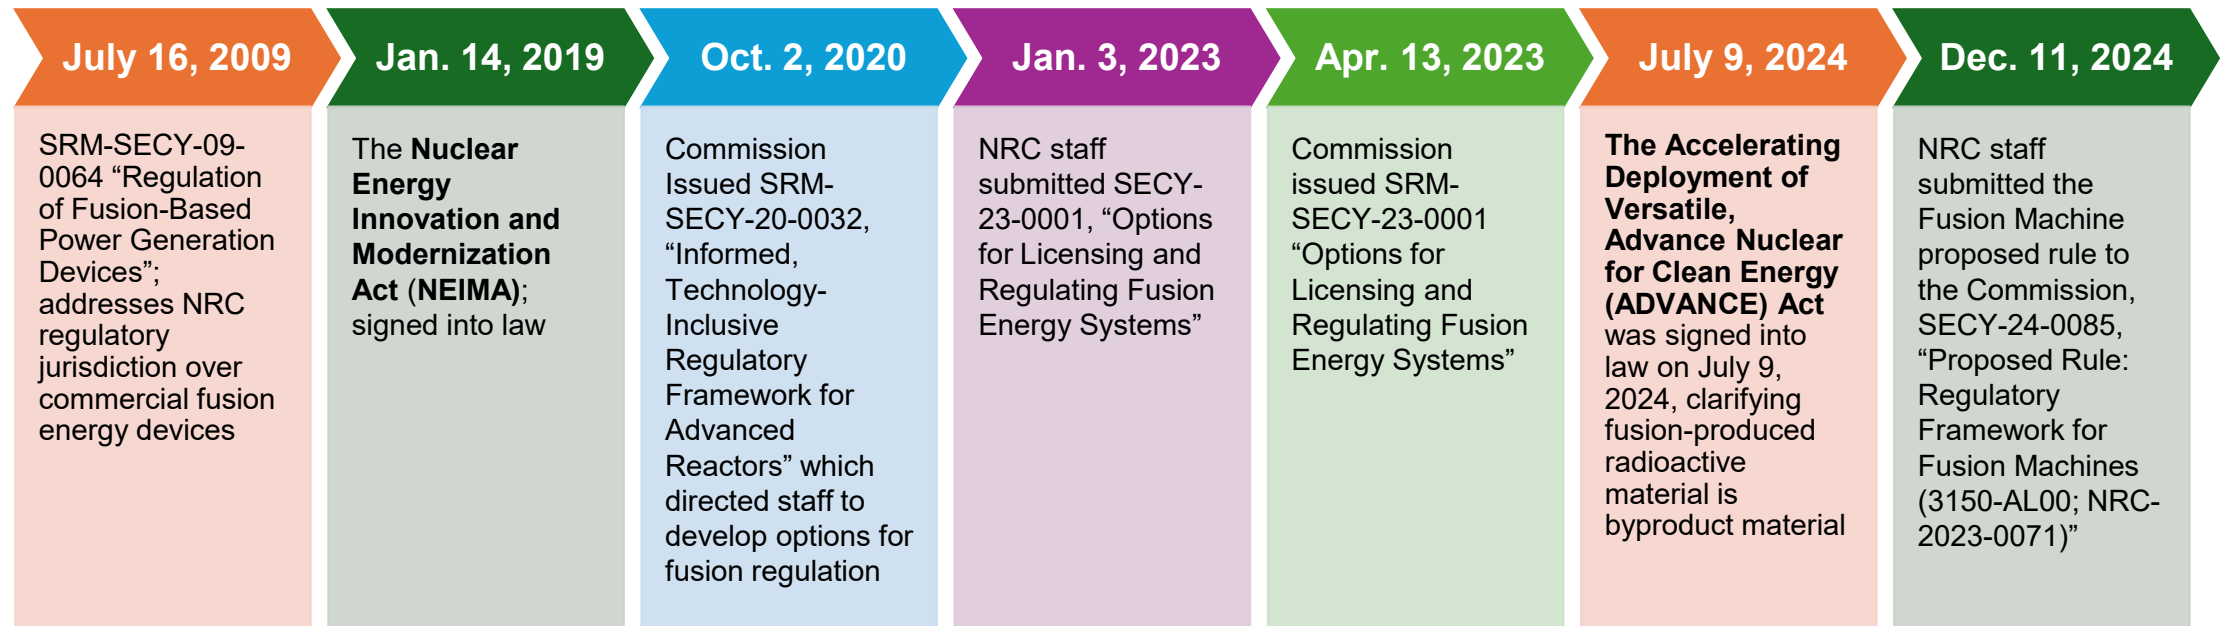 July 16, 2009
SRM-SECY-09-
0064 “Regulation
of Fusion-Based
Power Generation
Devices”;
addresses NRC
regulatory
jurisdiction over
commercial fusion
energy devices
Jan. 14, 2019
The Nuclear
Energy
Innovation and
Modernization
Act (NEIMA);
signed into law
Oct. 2, 2020
Commission
Issued SRM-
SECY-20-0032,
“Informed,
Technology-
Inclusive
Regulatory
Framework for
Advanced
Reactors” which
directed staff to
develop options for
fusion regulation
Jan. 3, 2023
NRC staff
submitted SECY-
23-0001, “Options
for Licensing and
Regulating Fusion
Energy Systems”
Apr. 13, 2023
Commission
issued SRM-
SECY-23-0001
“Options for
Licensing and
Regulating Fusion
Energy Systems”
July 9, 2024
The Accelerating
Deployment of
Versatile,
Advance Nuclear
for Clean Energy
(ADVANCE) Act
was signed into
law on July 9,
2024, clarifying
fusion-produced
radioactive
material is
byproduct material
Dec. 11, 2024
NRC staff
submitted the
Fusion Machine
proposed rule to
the Commission,
SECY-24-0085,
“Proposed Rule:
Regulatory
Framework for
Fusion Machines
(3150-AL00; NRC-
2023-0071)”